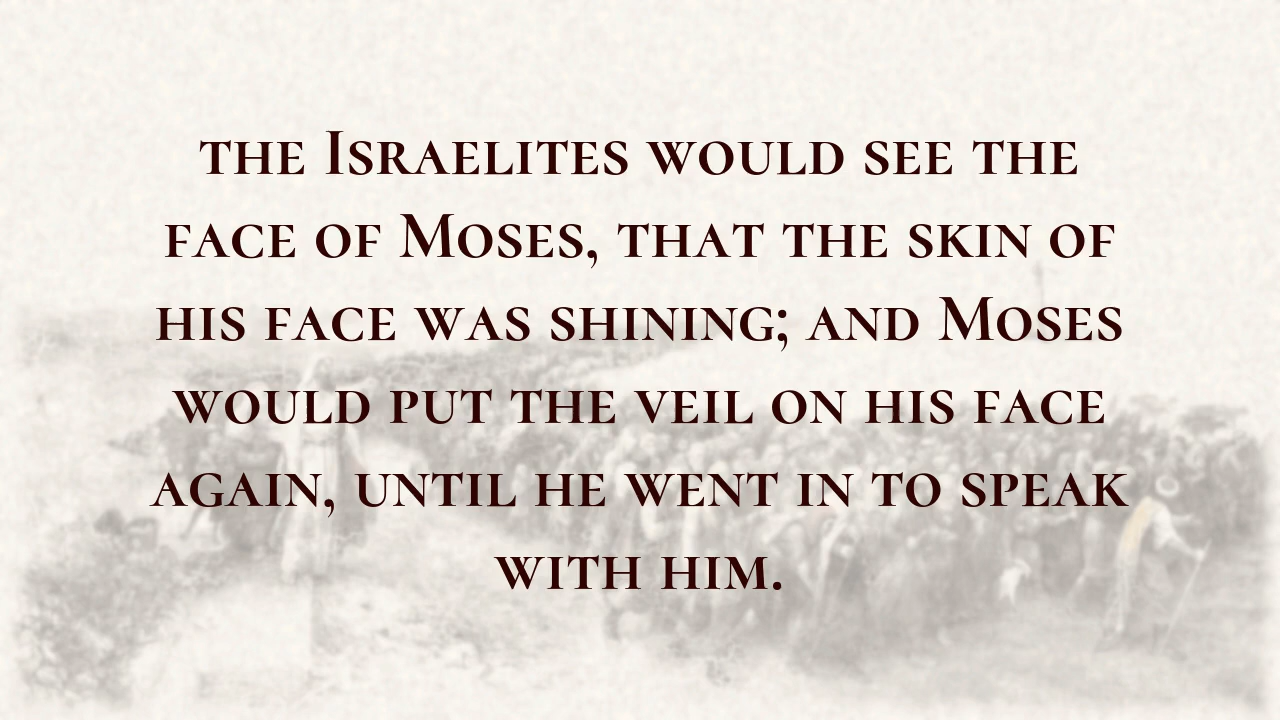 the Israelites would see the
face of Moses, that the skin of
his face was shining; and Moses
would put the veil on his face
again, until he went in to speak
with him.